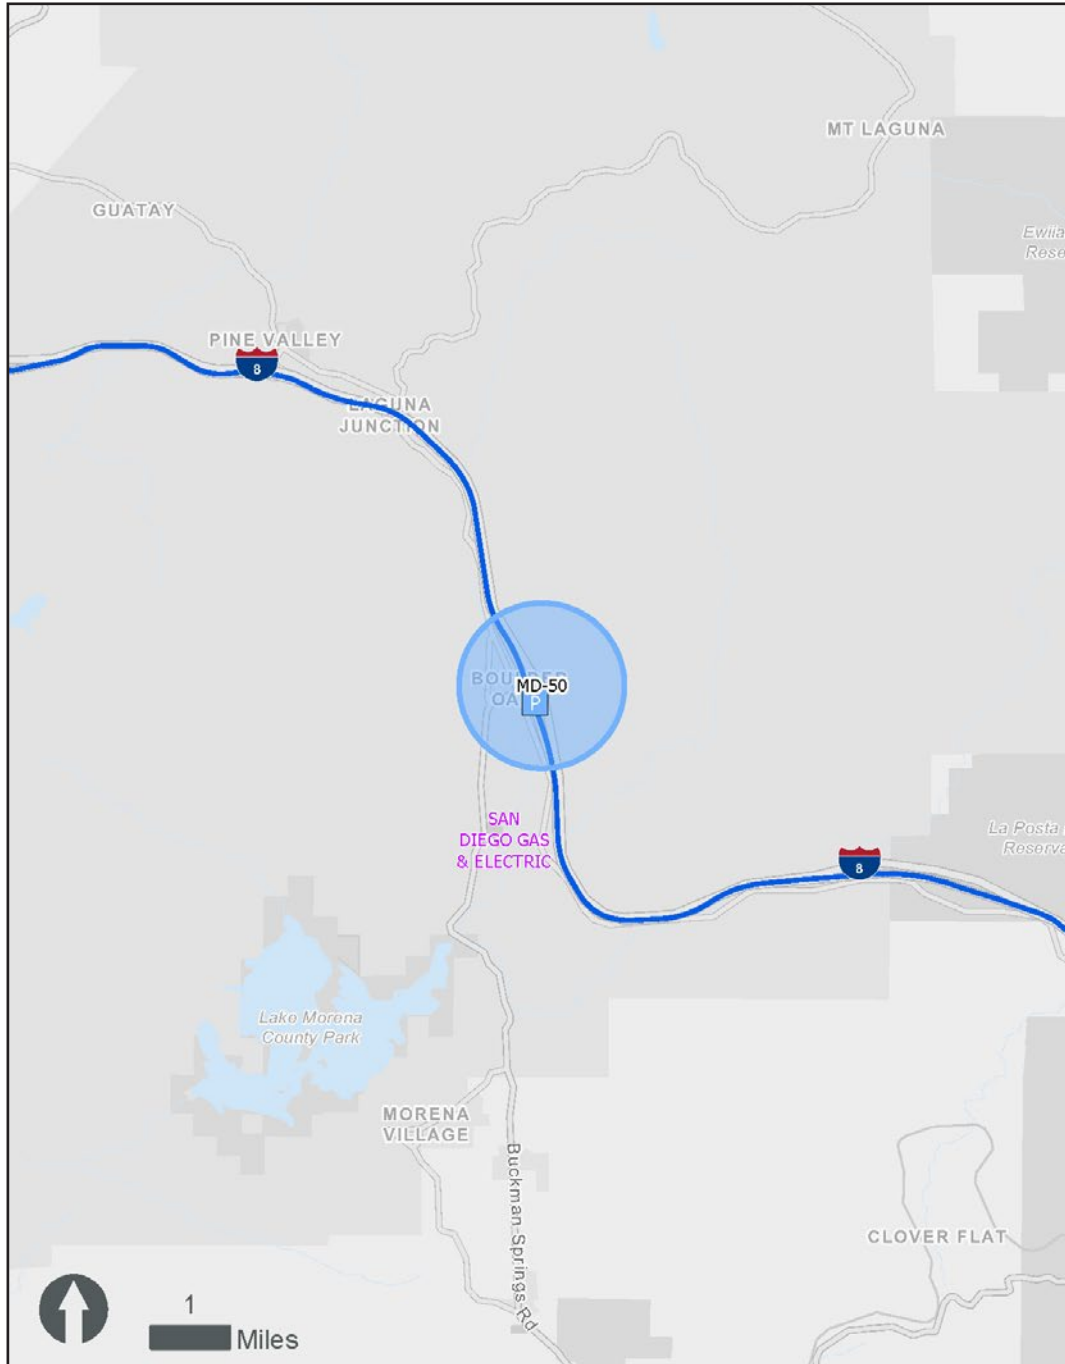 MT LAGUNA
GUATAY
Ewiia
Rese
PINE VALLEY
8
LAGUNA
JUNCTION
MD-50
P
SAN
DIEGO GAS
& ELECTRIC
La Posta
Reserva
8
Lake Morena
County Park
MORENA
VILLAGE
Buckman Springs Rd
CLOVER FLAT
1
Miles